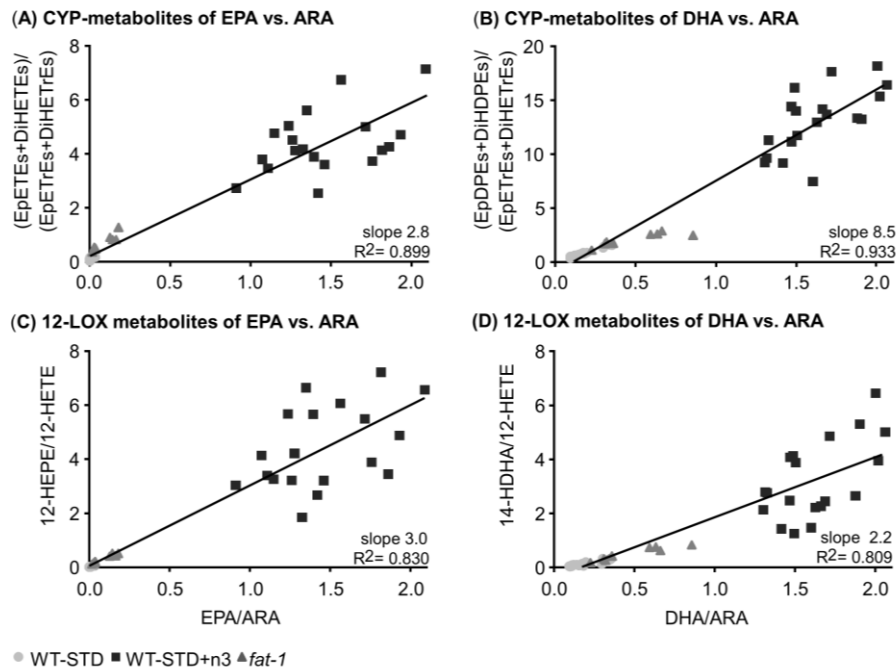 (A) CYP-metabolites of EPA vs. ARA
(EpETEs+DiHETEs)/
(EpETrEs+DiHETrEs)
8
6
4
2
0
0.0 0.5 1.0 1.5 2.0
slope 2.8
R²= 0.899
(B) CYP-metabolites of DHA vs. ARA
(EpDPEs+DiHDPEs)/
(EpETrEs+DiHETrEs)
20
15
10
5
0
0.0 0.5 1.0 1.5 2.0
slope 8.5
R²= 0.933
(C) 12-LOX metabolites of EPA vs. ARA
12-HEPE/12-HETE
8
6
4
2
0
0.0 0.5 1.0 1.5 2.0
slope 3.0
R²= 0.830
EPA/ARA
(D) 12-LOX metabolites of DHA vs. ARA
14-HDHA/12-HETE
8
6
4
2
0
0.0 0.5 1.0 1.5 2.0
slope 2.2
R²= 0.809
DHA/ARA
WT-STD WT-STD+n3 fat-1